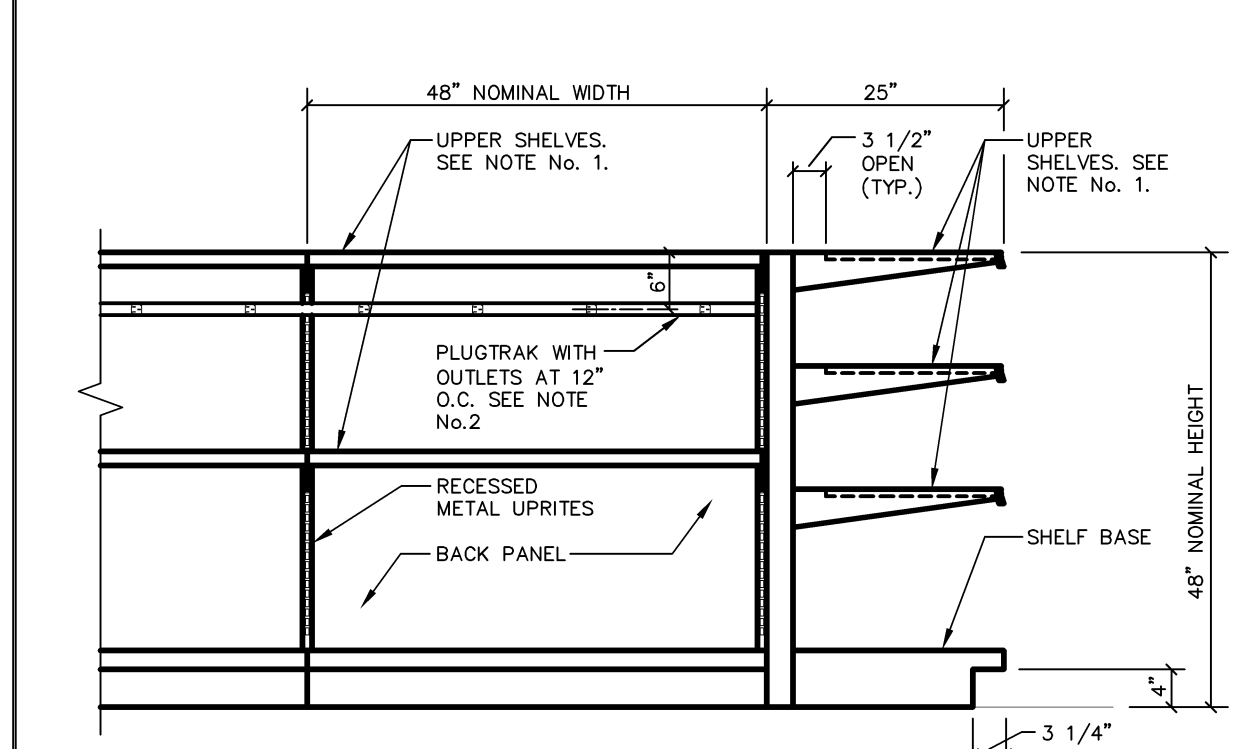 48” NOMINAL WIDTH
25”
UPPER SHELVES.
SEE NOTE No. 1.
3 1/2”
OPEN
(TYP.)
UPPER
SHELVES. SEE
NOTE No. 1.
6”
PLUGTRAK WITH
OUTLETS AT 12”
O.C. SEE NOTE
No.2
48” NOMINAL HEIGHT
RECESSED
METAL UPRITES
BACK PANEL
SHELF BASE
4”
3 1/4”